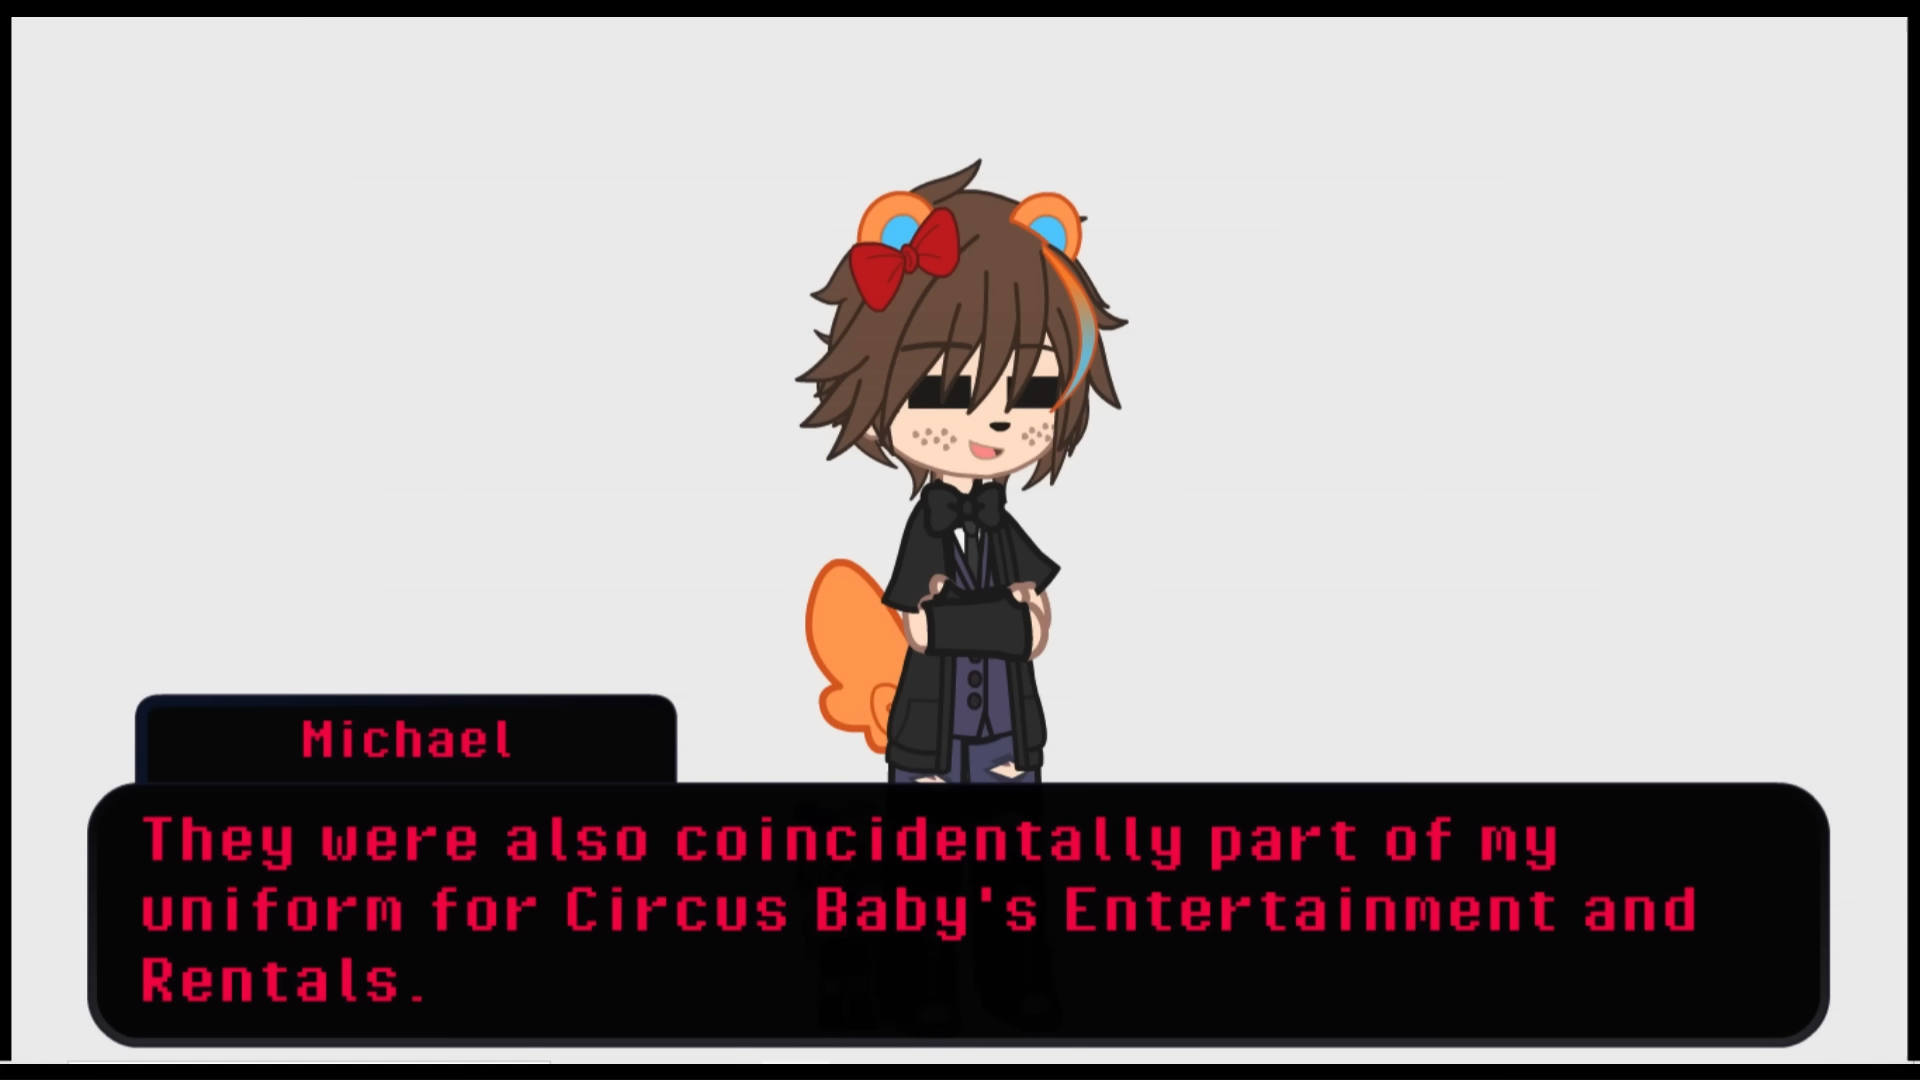 Michael
They were also coincidentally part of my
uniform for Circus Baby's Entertainment and
Rentals.